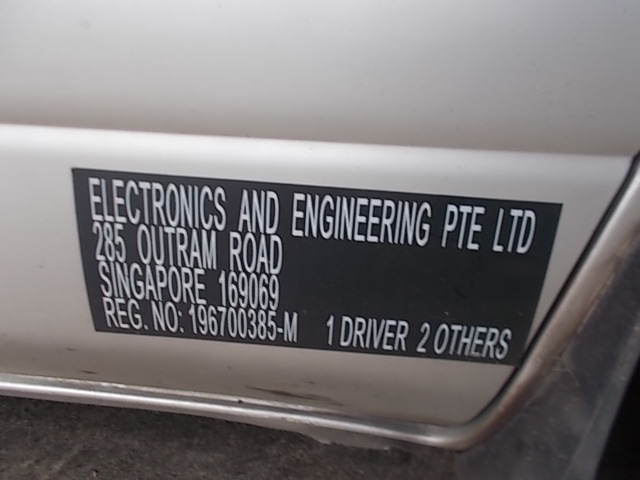 ELECTRONICS AND ENGINEERING PTE LTD
285 OUTRAM ROAD
SINGAPORE 169069
REG. NO: 196700385-M 1 DRIVER 2 OTHERS